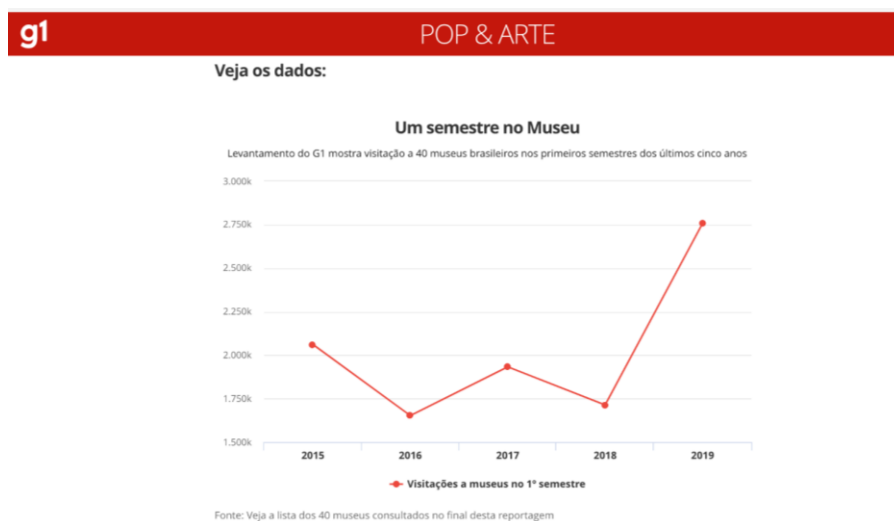 g1
POP & ARTE
Veja os dados:
Um semestre no Museu
Levantamento do G1 mostra visitação a 40 museus brasileiros nos primeiros semestres dos últimos cinco anos
3.000k
2.750k
2.500k
2.250k
2.000k
1.750k
1.500k
2015 2016 2017 2018 2019
Visitações a museus no 1º semestre
Fonte: Veja a lista dos 40 museus consultados no final desta reportagem